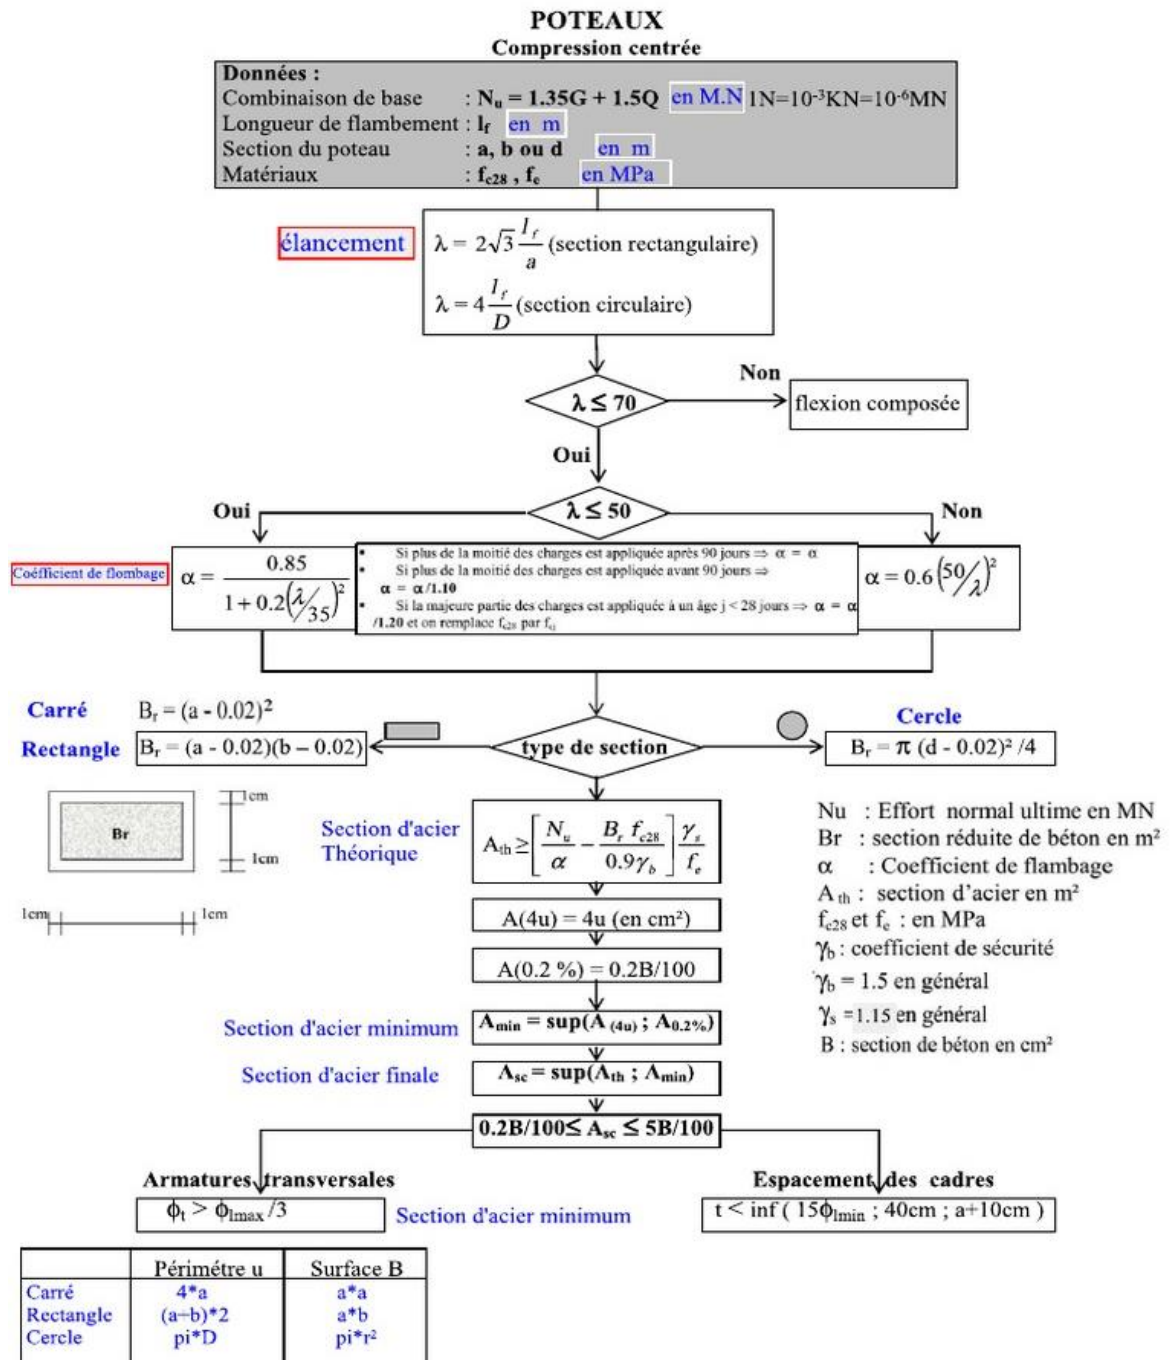 POTEAUX
Compression centrée
Données :
Combinaison de base : Nu = 1.35G + 1.5Q en M.N 1N=10⁻³KN=10⁻⁶MN
Longueur de flambement : lf en m
Section du poteau : a, b ou d en m
Matériaux : fc28 , fe en MPa
élancement
λ = 2√3 lf/a (section rectangulaire)
λ = 4 lf/D (section circulaire)
λ ≤ 70
Non
flexion composée
Oui
λ ≤ 50
Oui
Non
Coéfficient de flombage
α = 0.85 / (1 + 0.2(λ/35)²)
• Si plus de la moitié des charges est appliquée après 90 jours ⇒ α = α
• Si plus de la moitié des charges est appliquée avant 90 jours ⇒
α = α/1.10
• Si la majeure partie des charges est appliquée à un âge j < 28 jours ⇒ α = α
/1.20 et on remplace fc28 par fcj
α = 0.6(50/λ)²
Carré Br = (a - 0.02)²
Rectangle Br = (a - 0.02)(b – 0.02)
type de section
Cercle
Br = π (d - 0.02)² /4
1cm
Br
1cm
1cm
1cm
Section d'acier
Théorique
Ath ≥ [Nu/α − Br fc28/0.9γb] γs/fe
A(4u) = 4u (en cm²)
A(0.2 %) = 0.2B/100
Section d'acier minimum
Amin = sup(A (4u) ; A0.2%)
Section d'acier finale
Asc = sup(Ath ; Amin)
0.2B/100≤ Asc ≤ 5B/100
Nu : Effort normal ultime en MN
Br : section réduite de béton en m²
α : Coefficient de flambage
A th : section d’acier en m²
fc28 et fe : en MPa
γb : coefficient de sécurité
γb = 1.5 en général
γs =1.15 en général
B : section de béton en cm²
Armatures transversales
ϕt > ϕlmax /3
Section d'acier minimum
Espacement des cadres
t < inf ( 15ϕlmin ; 40cm ; a+10cm )
Périmétre u Surface B
Carré 4*a a*a
Rectangle (a+b)*2 a*b
Cercle pi*D pi*r²